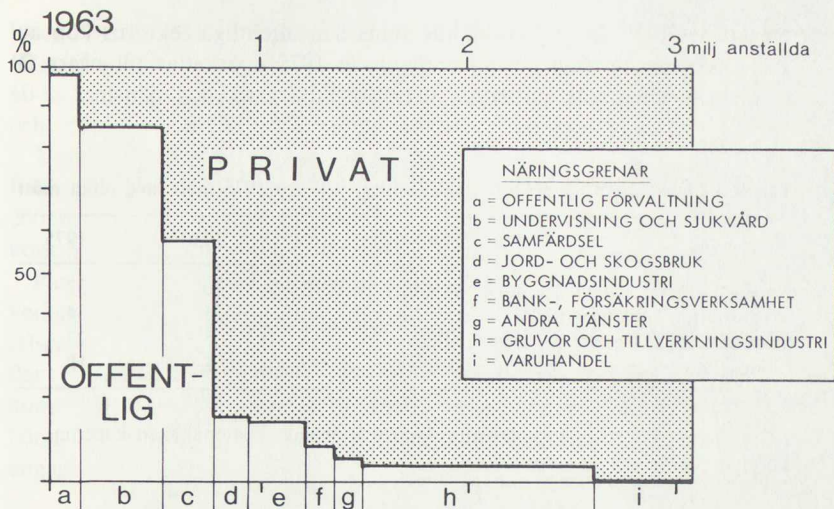 1963
%
1
2
3 milj anställda
100
PRIVAT
NÄRINGSGRENAR
a = OFFENTLIG FÖRVALTNING
b = UNDERVISNING OCH SJUKVÅRD
c = SAMFÄRDSEL
d = JORD- OCH SKOGSBRUK
e = BYGGNADSINDUSTRI
f = BANK-, FÖRSÄKRINGSVERKSAMHET
g = ANDRA TJÄNSTER
h = GRUVOR OCH TILLVERKNINGSINDUSTRI
i = VARUHANDEL
50
OFFENT-
LIG
a b c d e f g h i